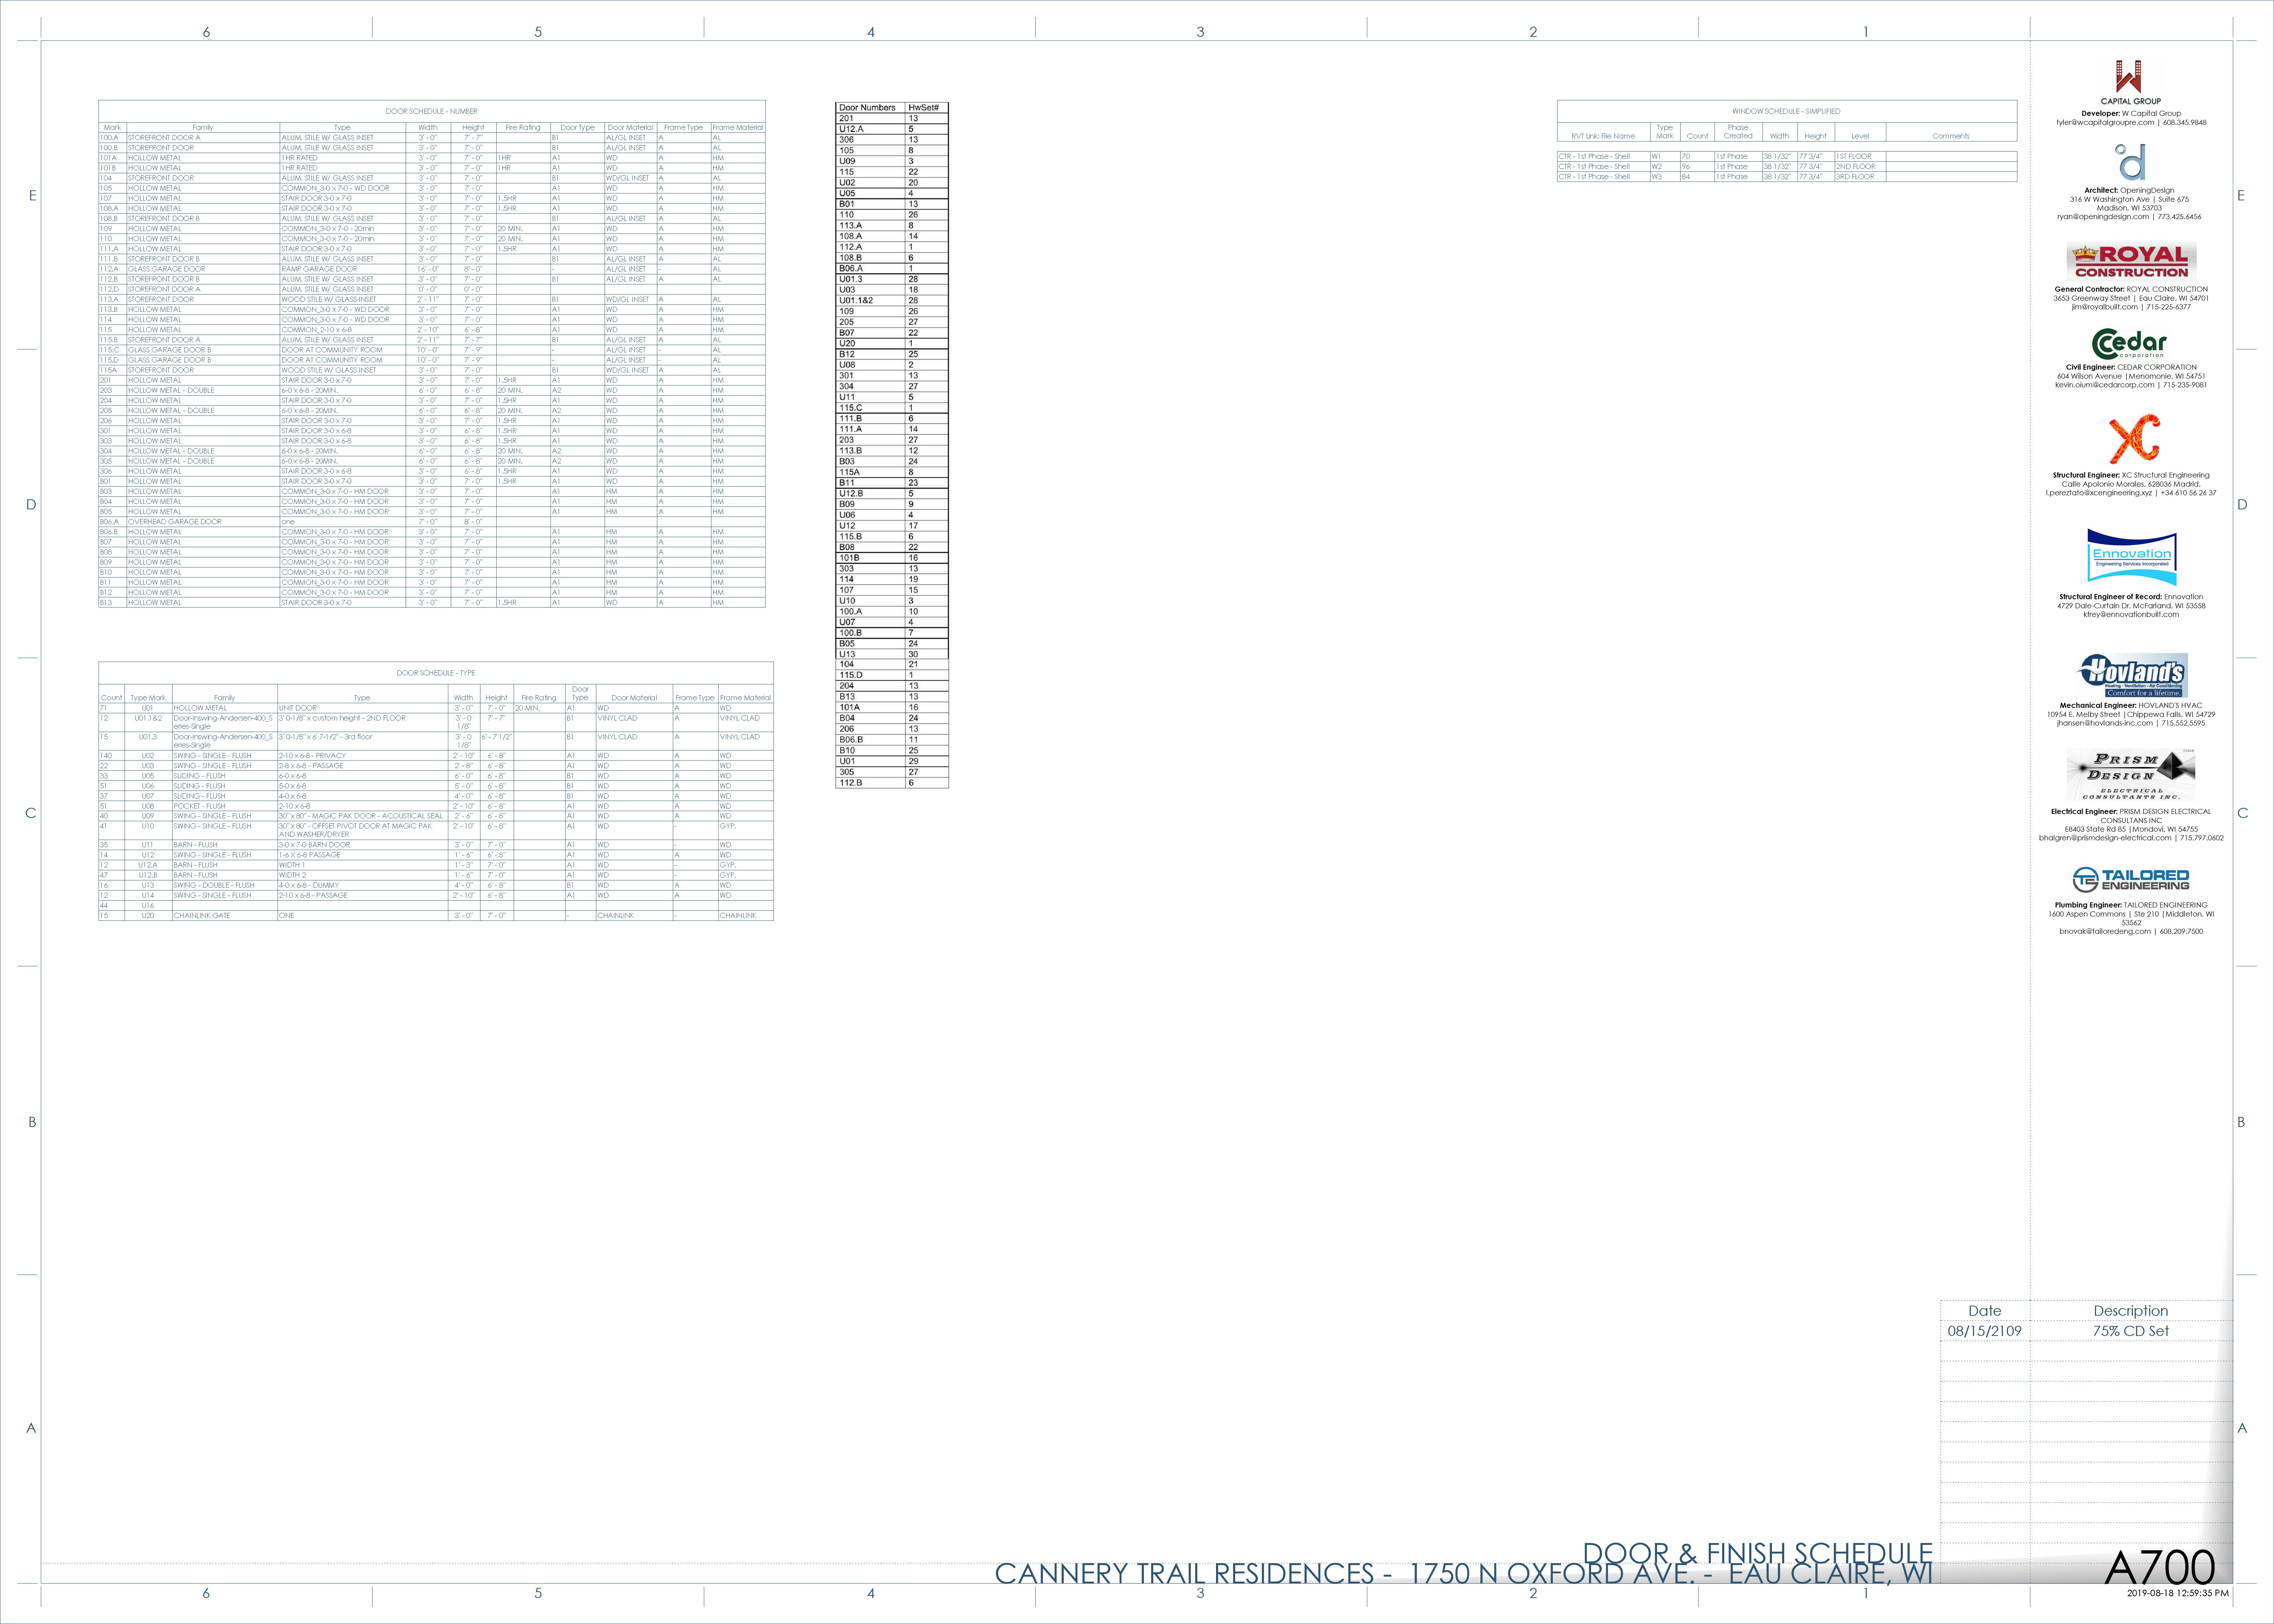 6 5 4 3 2 1
E E
D D
C C
B B
A A
DOOR SCHEDULE - NUMBER
Mark Family Type Width Height Fire Rating Door Type Door Material Frame Type Frame Material
100.A STOREFRONT DOOR A ALUM. STILE W/ GLASS INSET 3' - 0" 7' - 7" B1 AL/GL INSET A AL
100.B STOREFRONT DOOR ALUM. STILE W/ GLASS INSET 3' - 0" 7' - 0" B1 AL/GL INSET A AL
101A HOLLOW METAL 1HR RATED 3' - 0" 7' - 0" 1HR A1 WD A HM
101B HOLLOW METAL 1HR RATED 3' - 0" 7' - 0" 1HR A1 WD A HM
104 STOREFRONT DOOR ALUM. STILE W/ GLASS INSET 3' - 0" 7' - 0" B1 WD/GL INSET A AL
105 HOLLOW METAL COMMON_3-0 x 7-0 - WD DOOR 3' - 0" 7' - 0" A1 WD A HM
107 HOLLOW METAL STAIR DOOR 3-0 x 7-0 3' - 0" 7' - 0" 1.5HR A1 WD A HM
108.A HOLLOW METAL STAIR DOOR 3-0 x 7-0 3' - 0" 7' - 0" 1.5HR A1 WD A HM
108.B STOREFRONT DOOR B ALUM. STILE W/ GLASS INSET 3' - 0" 7' - 0" B1 AL/GL INSET A AL
109 HOLLOW METAL COMMON_3-0 x 7-0 - 20min 3' - 0" 7' - 0" 20 MIN. A1 WD A HM
110 HOLLOW METAL COMMON_3-0 x 7-0 - 20min 3' - 0" 7' - 0" 20 MIN. A1 WD A HM
111.A HOLLOW METAL STAIR DOOR 3-0 x 7-0 3' - 0" 7' - 0" 1.5HR A1 WD A HM
111.B STOREFRONT DOOR B ALUM. STILE W/ GLASS INSET 3' - 0" 7' - 0" B1 AL/GL INSET A AL
112.A GLASS GARAGE DOOR RAMP GARAGE DOOR 16' - 0" 8' - 0" - AL/GL INSET - AL
112.B STOREFRONT DOOR B ALUM. STILE W/ GLASS INSET 3' - 0" 7' - 0" B1 AL/GL INSET A AL
112.D STOREFRONT DOOR A ALUM. STILE W/ GLASS INSET 0' - 0" 0' - 0"
113.A STOREFRONT DOOR WOOD STILE W/ GLASS INSET 2' - 11" 7' - 0" B1 WD/GL INSET A AL
113.B HOLLOW METAL COMMON_3-0 x 7-0 - WD DOOR 3' - 0" 7' - 0" A1 WD A HM
114 HOLLOW METAL COMMON_3-0 x 7-0 - WD DOOR 3' - 0" 7' - 0" A1 WD A HM
115 HOLLOW METAL COMMON_2-10 x 6-8 2' - 10" 6' - 8" A1 WD A HM
115.B STOREFRONT DOOR A ALUM. STILE W/ GLASS INSET 2' - 11" 7' - 7" B1 AL/GL INSET A AL
115.C GLASS GARAGE DOOR B DOOR AT COMMUNITY ROOM 10' - 0" 7' - 9" - AL/GL INSET - AL
115.D GLASS GARAGE DOOR B DOOR AT COMMUNITY ROOM 10' - 0" 7' - 9" - AL/GL INSET - AL
115A STOREFRONT DOOR WOOD STILE W/ GLASS INSET 3' - 0" 7' - 0" B1 WD/GL INSET A AL
201 HOLLOW METAL STAIR DOOR 3-0 x 7-0 3' - 0" 7' - 0" 1.5HR A1 WD A HM
203 HOLLOW METAL - DOUBLE 6-0 x 6-8 - 20MIN. 6' - 0" 6' - 8" 20 MIN. A2 WD A HM
204 HOLLOW METAL STAIR DOOR 3-0 x 7-0 3' - 0" 7' - 0" 1.5HR A1 WD A HM
205 HOLLOW METAL - DOUBLE 6-0 x 6-8 - 20MIN. 6' - 0" 6' - 8" 20 MIN. A2 WD A HM
206 HOLLOW METAL STAIR DOOR 3-0 x 7-0 3' - 0" 7' - 0" 1.5HR A1 WD A HM
301 HOLLOW METAL STAIR DOOR 3-0 x 6-8 3' - 0" 6' - 8" 1.5HR A1 WD A HM
303 HOLLOW METAL STAIR DOOR 3-0 x 6-8 3' - 0" 6' - 8" 1.5HR A1 WD A HM
304 HOLLOW METAL - DOUBLE 6-0 x 6-8 - 20MIN. 6' - 0" 6' - 8" 20 MIN. A2 WD A HM
305 HOLLOW METAL - DOUBLE 6-0 x 6-8 - 20MIN. 6' - 0" 6' - 8" 20 MIN. A2 WD A HM
306 HOLLOW METAL STAIR DOOR 3-0 x 6-8 3' - 0" 6' - 8" 1.5HR A1 WD A HM
B01 HOLLOW METAL STAIR DOOR 3-0 x 7-0 3' - 0" 7' - 0" 1.5HR A1 WD A HM
B03 HOLLOW METAL COMMON_3-0 x 7-0 - HM DOOR 3' - 0" 7' - 0" A1 HM A HM
B04 HOLLOW METAL COMMON_3-0 x 7-0 - HM DOOR 3' - 0" 7' - 0" A1 HM A HM
B05 HOLLOW METAL COMMON_3-0 x 7-0 - HM DOOR 3' - 0" 7' - 0" A1 HM A HM
B06.A OVERHEAD GARAGE DOOR one 7' - 0" 8' - 0"
B06.B HOLLOW METAL COMMON_3-0 x 7-0 - HM DOOR 3' - 0" 7' - 0" A1 HM A HM
B07 HOLLOW METAL COMMON_3-0 x 7-0 - HM DOOR 3' - 0" 7' - 0" A1 HM A HM
B08 HOLLOW METAL COMMON_3-0 x 7-0 - HM DOOR 3' - 0" 7' - 0" A1 HM A HM
B09 HOLLOW METAL COMMON_3-0 x 7-0 - HM DOOR 3' - 0" 7' - 0" A1 HM A HM
B10 HOLLOW METAL COMMON_3-0 x 7-0 - HM DOOR 3' - 0" 7' - 0" A1 HM A HM
B11 HOLLOW METAL COMMON_3-0 x 7-0 - HM DOOR 3' - 0" 7' - 0" A1 HM A HM
B12 HOLLOW METAL COMMON_3-0 x 7-0 - HM DOOR 3' - 0" 7' - 0" A1 HM A HM
B13 HOLLOW METAL STAIR DOOR 3-0 x 7-0 3' - 0" 7' - 0" 1.5HR A1 WD A HM
DOOR SCHEDULE - TYPE
Count Type Mark Family Type Width Height Fire Rating Door Type Door Material Frame Type Frame Material
71 U01 HOLLOW METAL UNIT DOOR 3' - 0" 7' - 0" 20 MIN. A1 WD A WD
12 U01.1&2 Door-Inswing-Andersen-400_S 3' 0-1/8" x custom height - 2ND FLOOR 3' - 0 7' - 7" B1 VINYL CLAD A VINYL CLAD
eries-Single 1/8"
15 U01.3 Door-Inswing-Andersen-400_S 3' 0-1/8" x 6' 7-1/2" - 3rd floor 3' - 0 6' - 7 1/2" B1 VINYL CLAD A VINYL CLAD
eries-Single 1/8"
140 U02 SWING - SINGLE - FLUSH 2-10 x 6-8 - PRIVACY 2' - 10" 6' - 8" A1 WD A WD
22 U03 SWING - SINGLE - FLUSH 2-8 x 6-8 - PASSAGE 2' - 8" 6' - 8" A1 WD A WD
33 U05 SLIDING - FLUSH 6-0 x 6-8 6' - 0" 6' - 8" B1 WD A WD
51 U06 SLIDING - FLUSH 5-0 x 6-8 5' - 0" 6' - 8" B1 WD A WD
37 U07 SLIDING - FLUSH 4-0 x 6-8 4' - 0" 6' - 8" B1 WD A WD
51 U08 POCKET - FLUSH 2-10 x 6-8 2' - 10" 6' - 8" A1 WD A WD
40 U09 SWING - SINGLE - FLUSH 30" x 80" - MAGIC PAK DOOR - ACOUSTICAL SEAL 2' - 6" 6' - 8" A1 WD A WD
41 U10 SWING - SINGLE - FLUSH 30" x 80" - OFFSET PIVOT DOOR AT MAGIC PAK 2' - 10" 6' - 8" A1 WD - GYP.
AND WASHER/DRYER
35 U11 BARN - FLUSH 3-0 x 7-0 BARN DOOR 3' - 0" 7' - 0" A1 WD - WD
14 U12 SWING - SINGLE - FLUSH 1-6 X 6-8 PASSAGE 1' - 6" 6' - 8" A1 WD A WD
12 U12.A BARN - FLUSH WIDTH 1 1' - 3" 7' - 0" A1 WD - GYP.
47 U12.B BARN - FLUSH WIDTH 2 1' - 6" 7' - 0" A1 WD - GYP.
16 U13 SWING - DOUBLE - FLUSH 4-0 x 6-8 - DUMMY 4' - 0" 6' - 8" B1 WD A WD
12 U14 SWING - SINGLE - FLUSH 2-10 x 6-8 - PASSAGE 2' - 10" 6' - 8" A1 WD A WD
44 U16
15 U20 CHAINLINK GATE ONE 3' - 0" 7' - 0" - CHAINLINK - CHAINLINK
Door Numbers HwSet#
201 13
U12.A 5
306 13
105 8
U09 3
115 22
U02 20
U05 4
B01 13
110 26
113.A 8
108.A 14
112.A 1
108.B 6
B06.A 1
U01.3 28
U03 18
U01.1&2 28
109 26
205 27
B07 22
U20 1
B12 25
U08 2
301 13
304 27
U11 5
115.C 1
111.B 6
111.A 14
203 27
113.B 12
B03 24
115A 8
B11 23
U12.B 5
B09 9
U06 4
U12 17
115.B 6
B08 22
101B 16
303 13
114 19
107 15
U10 3
100.A 10
U07 4
100.B 7
B05 24
U13 30
104 21
115.D 1
204 13
B13 13
101A 16
B04 24
206 13
B06.B 11
B10 25
U01 29
305 27
112.B 6
WINDOW SCHEDULE - SIMPLIFIED
RVT Link: File Name Type Mark Count Phase Created Width Height Level Comments
CTR - 1st Phase - Shell W1 70 1st Phase 38 1/32" 77 3/4" 1ST FLOOR
CTR - 1st Phase - Shell W2 96 1st Phase 38 1/32" 77 3/4" 2ND FLOOR
CTR - 1st Phase - Shell W3 84 1st Phase 38 1/32" 77 3/4" 3RD FLOOR
CAPITAL GROUP
Developer: W Capital Group
tyler@wcapitalgroupre.com | 608.345.9848
Architect: OpeningDesign
316 W Washington Ave | Suite 675
Madison, WI 53703
ryan@openingdesign.com | 773.425.6456
ROYAL
CONSTRUCTION
General Contractor: ROYAL CONSTRUCTION
3653 Greenway Street | Eau Claire, WI 54701
jim@royalbuilt.com | 715-225-6377
Cedar
corporation
Civil Engineer: CEDAR CORPORATION
604 Wilson Avenue |Menomonie, WI 54751
kevin.oium@cedarcorp.com | 715-235-9081
XC
Structural Engineer: XC Structural Engineering
Calle Apolonio Morales, 628036 Madrid,
l.pereztato@xcengineering.xyz | +34 610 56 26 37
Ennovation
Engineering Services Incorporated
Structural Engineer of Record: Ennovation
4729 Dale-Curtain Dr, McFarland, WI 53558
kfrey@ennovationbuilt.com
Hovland's
Heating · Ventilation · Air Conditioning
Comfort for a lifetime.
Mechanical Engineer: HOVLAND'S HVAC
10954 E. Melby Street |Chippewa Falls, WI 54729
jhansen@hovlands-inc.com | 715.552.5595
PRISM
DESIGN
ELECTRICAL
CONSULTANTS INC.
Electrical Engineer: PRISM DESIGN ELECTRICAL
CONSULTANS INC
E8403 State Rd 85 |Mondovi, WI 54755
bhalgren@prismdesign-electrical.com | 715.797.0602
TE TAILORED
ENGINEERING
Plumbing Engineer: TAILORED ENGINEERING
1600 Aspen Commons | Ste 210 |Middleton, WI
53562
bnovak@tailoredeng.com | 608.209.7500
Date Description
08/15/2109 75% CD Set
DOOR & FINISH SCHEDULE
CANNERY TRAIL RESIDENCES - 1750 N OXFORD AVE. - EAU CLAIRE, WI
A700
2019-08-18 12:59:35 PM
6 5 4 3 2 1